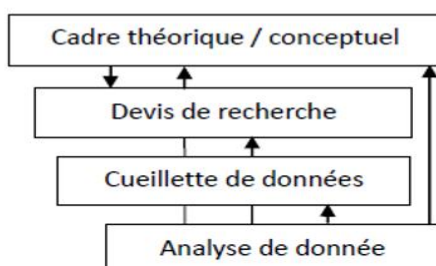 Cadre théorique / conceptuel
Devis de recherche
Cueillette de données
Analyse de donnée